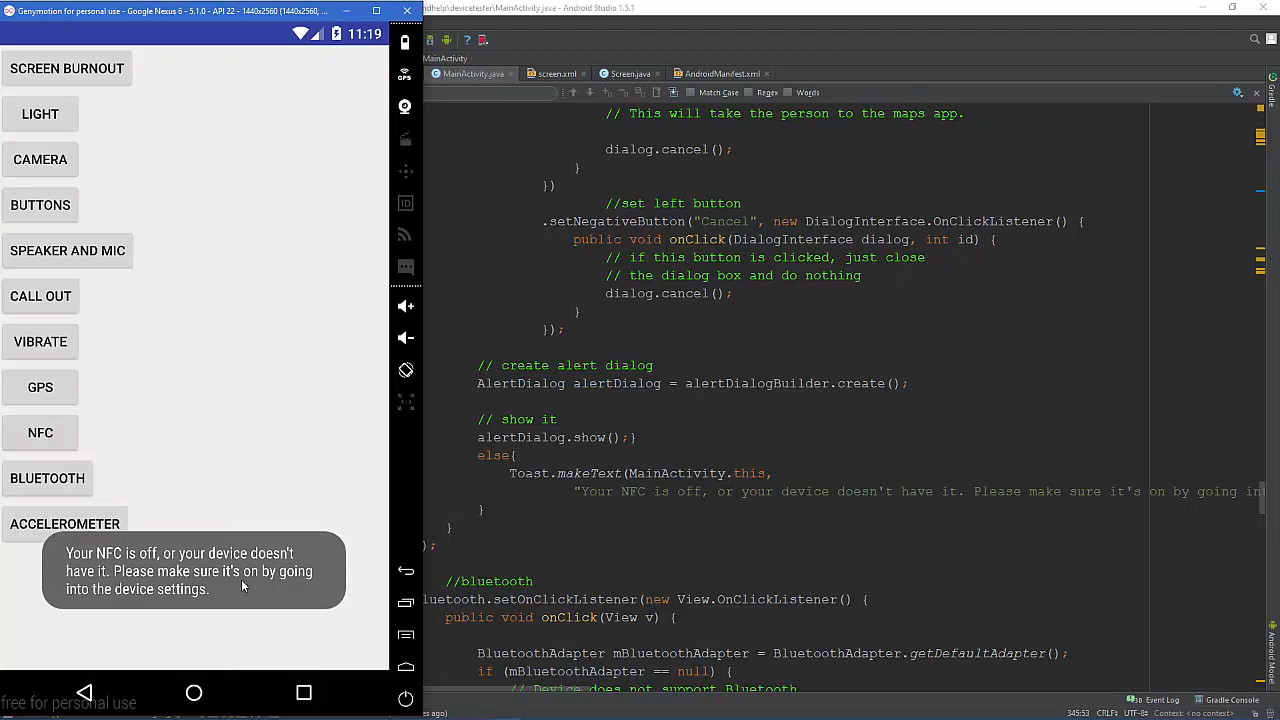 Genymotion for personal use - Google Nexus 6 - 5.1.0 - API 22 - 1440x2560 (1440x2560, ...
11:19
SCREEN BURNOUT
LIGHT
CAMERA
BUTTONS
SPEAKER AND MIC
CALL OUT
VIBRATE
GPS
NFC
BLUETOOTH
ACCELEROMETER
Your NFC is off, or your device doesn't
have it. Please make sure it's on by going
into the device settings.
free for personal use
GPS
ID
ndhelp\devicetester\MainActivity.java - Android Studio 1.5.1
MainActivity
MainActivity.java
screen.xml
Screen.java
AndroidManifest.xml
Match Case
Regex
Words
// This will take the person to the maps app.
dialog.cancel();
}
})
//set left button
.setNegativeButton("Cancel", new DialogInterface.OnClickListener() {
public void onClick(DialogInterface dialog, int id) {
// if this button is clicked, just close
// the dialog box and do nothing
dialog.cancel();
}
});
// create alert dialog
AlertDialog alertDialog = alertDialogBuilder.create();
// show it
alertDialog.show();}
else{
Toast.makeText(MainActivity.this,
"Your NFC is off, or your device doesn't have it. Please make sure it's on by going int
}
}
);
//bluetooth
luetooth.setOnClickListener(new View.OnClickListener() {
public void onClick(View v) {
BluetoothAdapter mBluetoothAdapter = BluetoothAdapter.getDefaultAdapter();
if (mBluetoothAdapter == null) {
// Device does not support Bluetooth
Gradle
Android Model
Event Log
Gradle Console
es ago)
345:53
CRLF
UTF-8
Context: <no context>